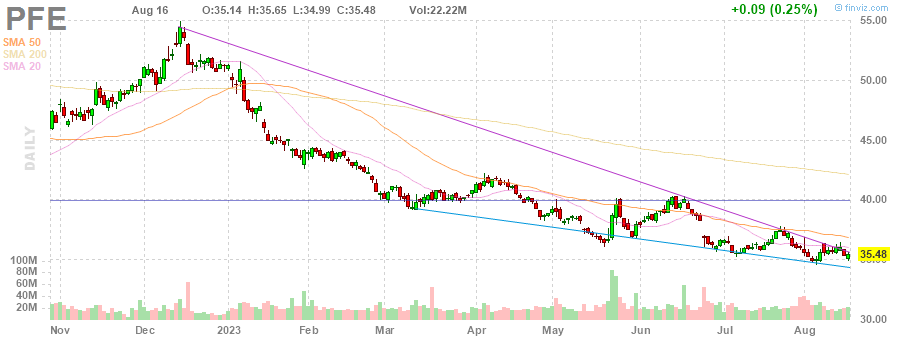 PFE
Aug 16 O:35.14 H:35.65 L:34.99 C:35.48 Vol:22.22M +0.09 (0.25%) © finviz.com
SMA 50
SMA 200
SMA 20
DAILY
55.00
50.00
45.00
40.00
35.48
30.00
100M
80M
60M
40M
20M
Nov Dec 2023 Feb Mar Apr May Jun Jul Aug